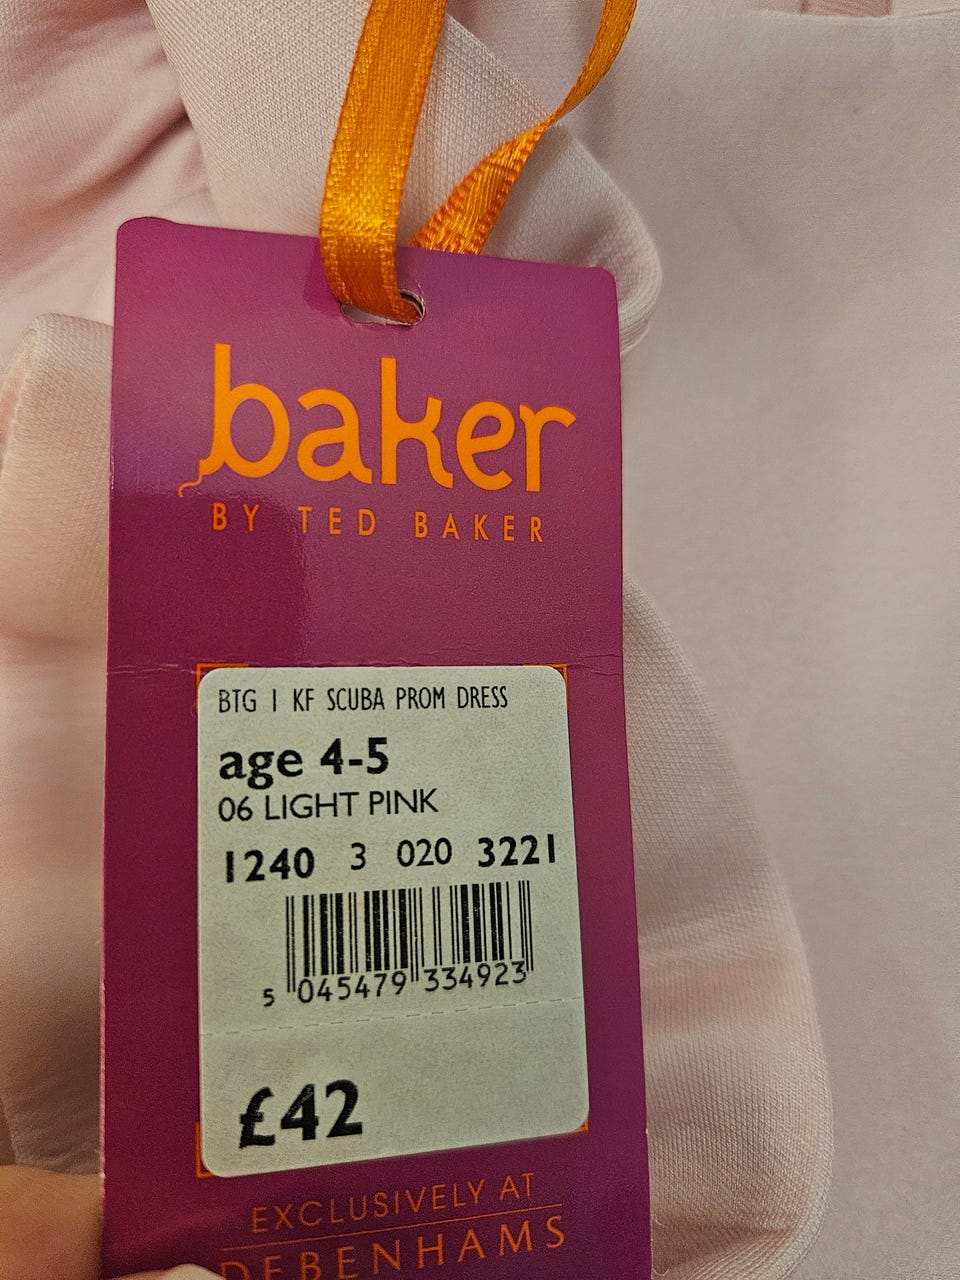 baker
BY TED BAKER
BTG 1 KF SCUBA PROM DRESS
age 4-5
06 LIGHT PINK
1240 3 020 3221
5 045479 334923
£42
EXCLUSIVELY AT
DEBENHAMS